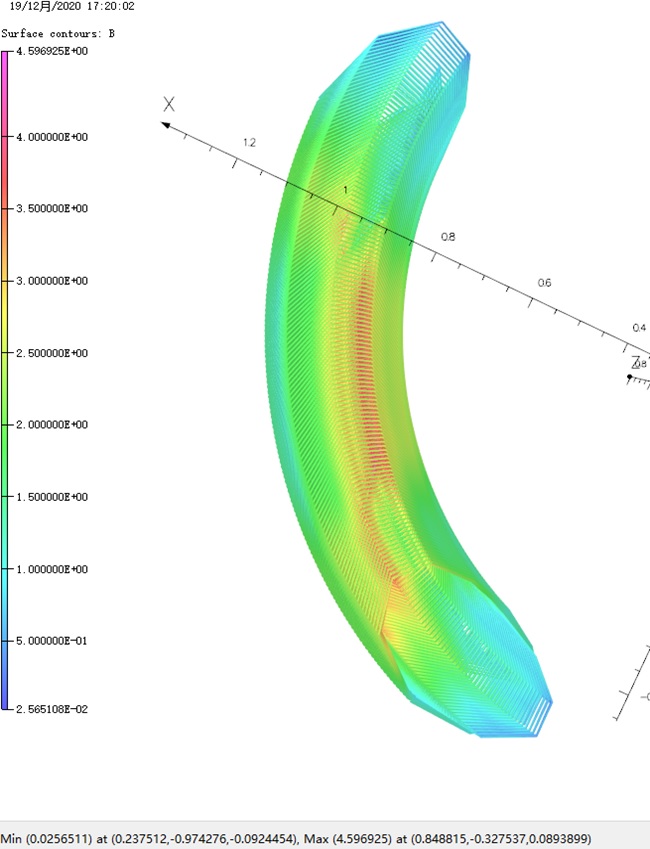 19/12月/2020 17:20:02
Surface contours: B
4.596925E+00
4.000000E+00
3.500000E+00
3.000000E+00
2.500000E+00
2.000000E+00
1.500000E+00
1.000000E+00
5.000000E-01
2.565108E-02
X
1.2
1
0.8
0.6
0.4
Z
Min (0.0256511) at (0.237512,-0.974276,-0.0924454), Max (4.596925) at (0.848815,-0.327537,0.0893899)